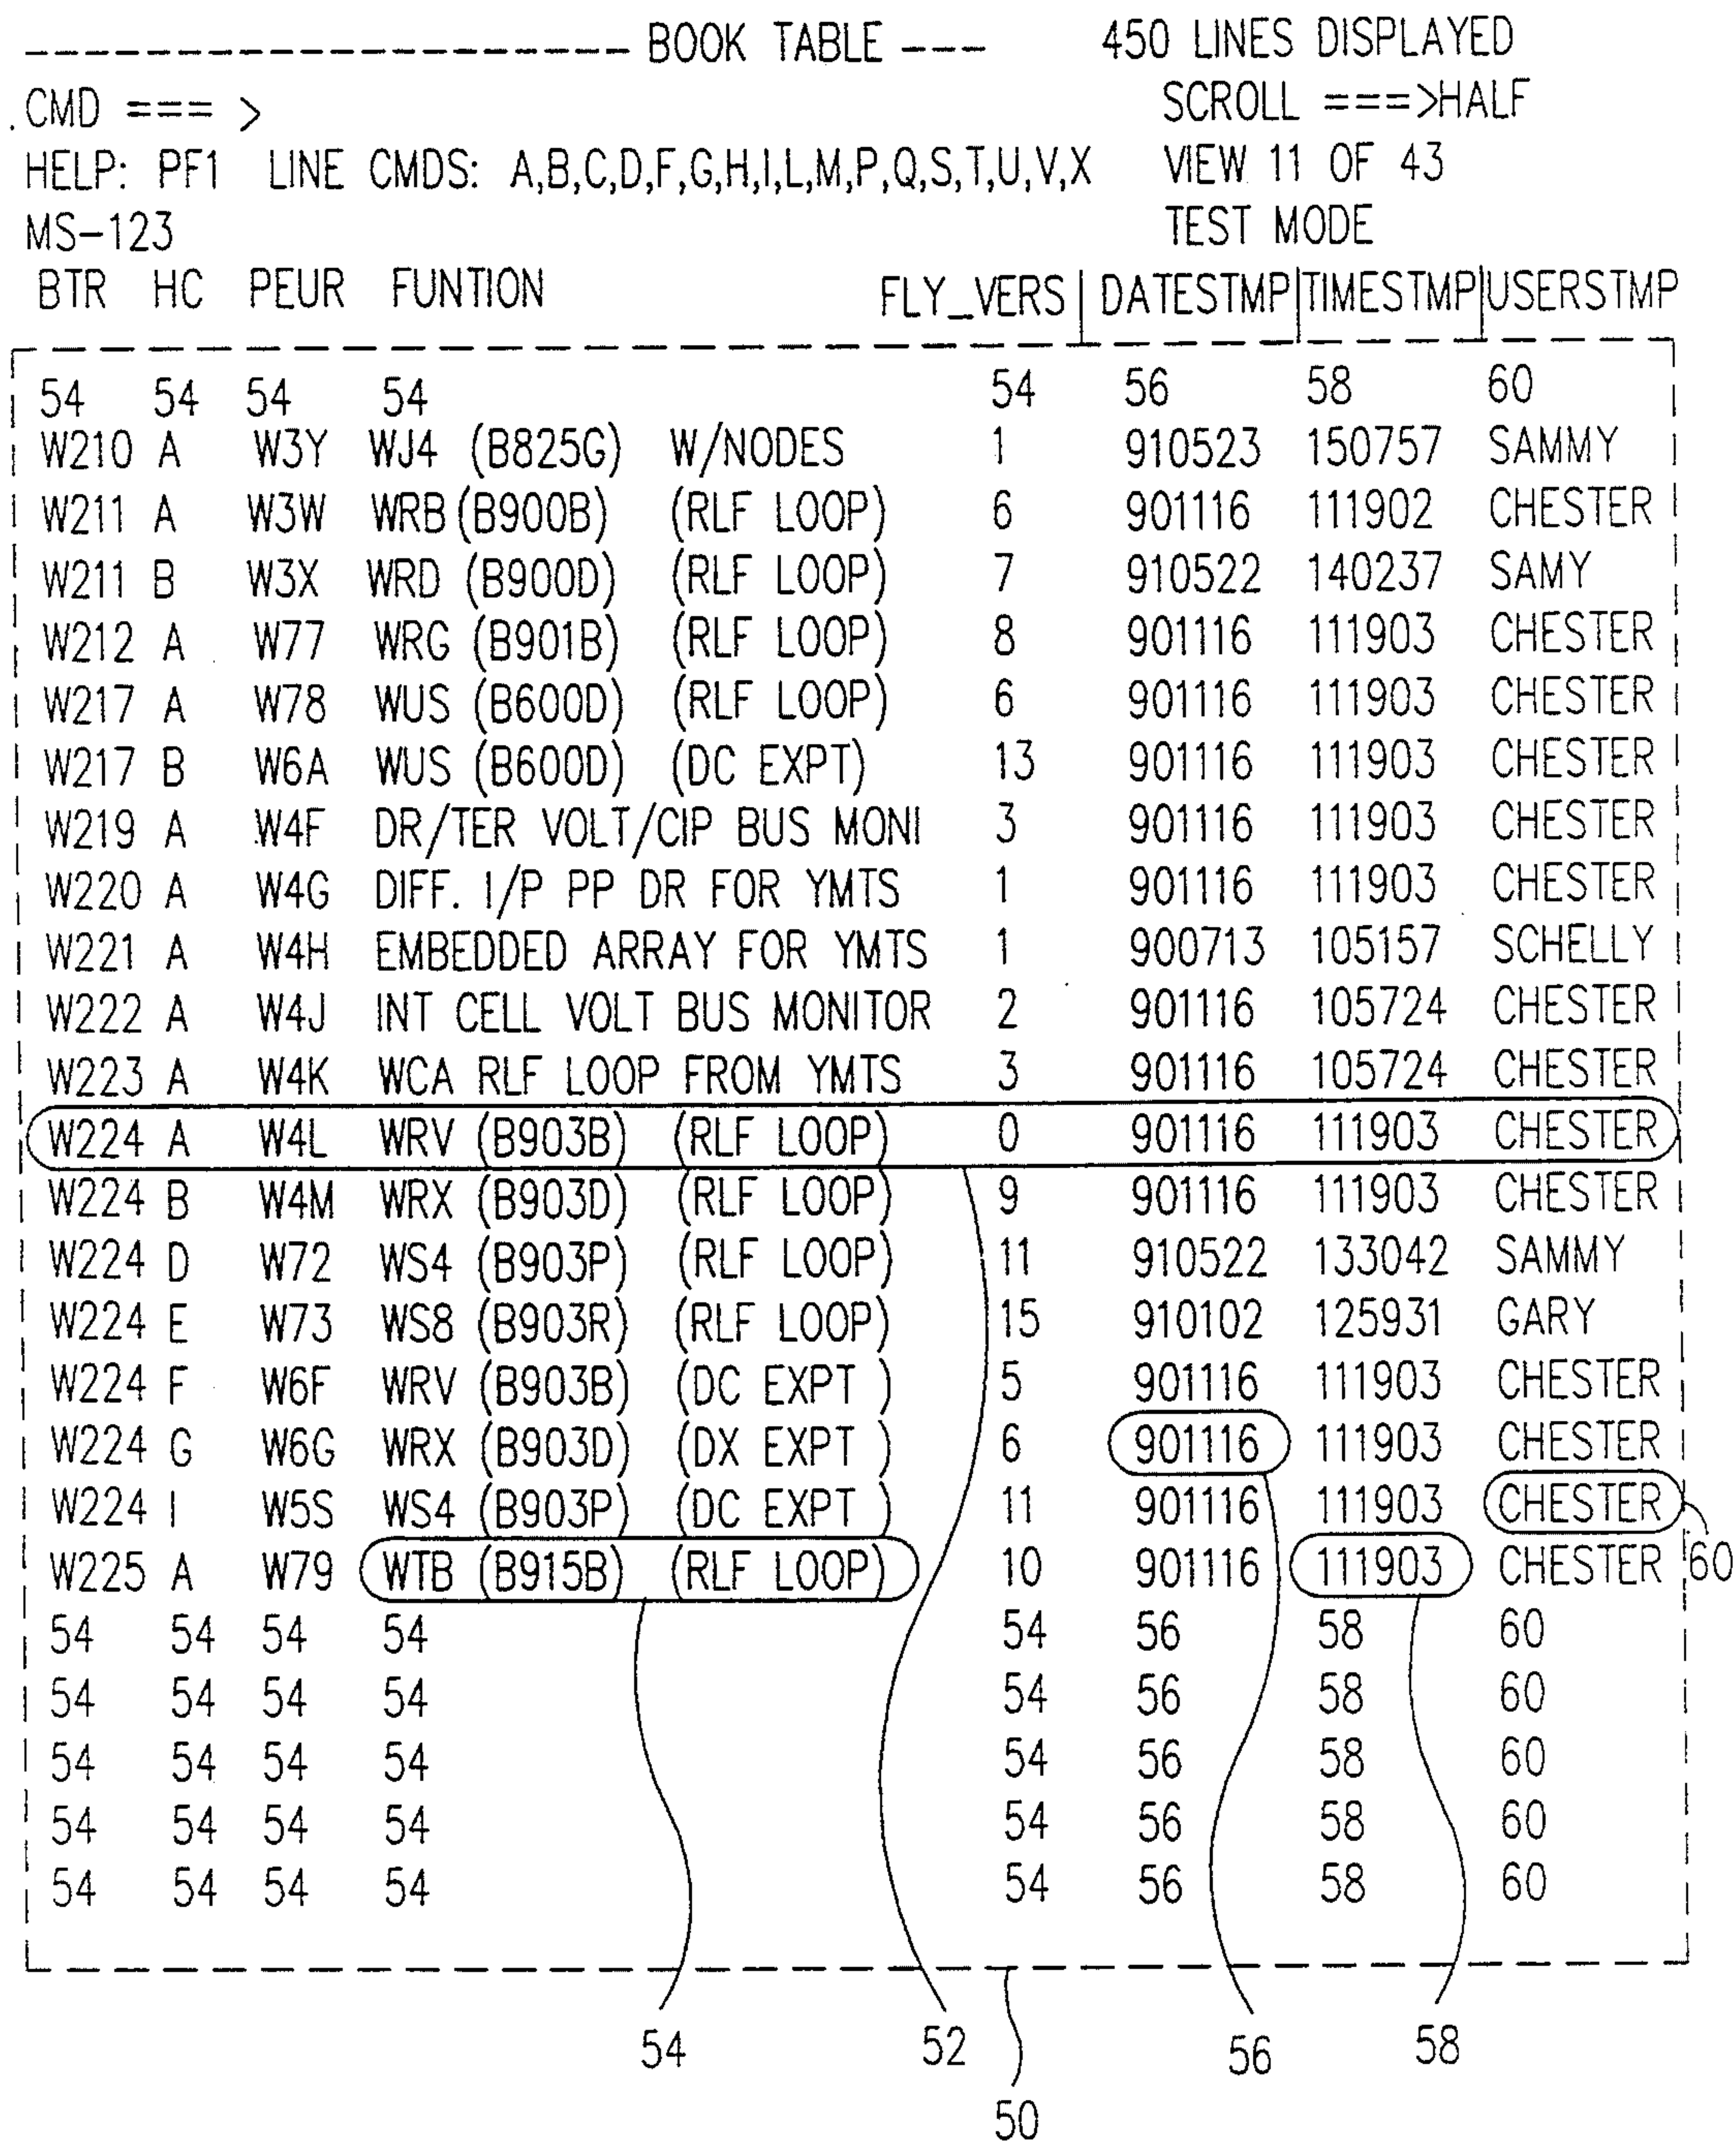 -------------------- BOOK TABLE --- 450 LINES DISPLAYED
.CMD === > SCROLL ===>HALF
HELP: PF1 LINE CMDS: A,B,C,D,F,G,H,I,L,M,P,Q,S,T,U,V,X VIEW 11 OF 43
MS-123 TEST MODE
BTR HC PEUR FUNTION FLY_VERS | DATESTMP|TIMESTMP|USERSTMP
54 54 54 54 54 56 58 60
W210 A W3Y WJ4 (B825G) W/NODES 1 910523 150757 SAMMY
W211 A W3W WRB (B900B) (RLF LOOP) 6 901116 111902 CHESTER
W211 B W3X WRD (B900D) (RLF LOOP) 7 910522 140237 SAMY
W212 A W77 WRG (B901B) (RLF LOOP) 8 901116 111903 CHESTER
W217 A W78 WUS (B600D) (RLF LOOP) 6 901116 111903 CHESTER
W217 B W6A WUS (B600D) (DC EXPT) 13 901116 111903 CHESTER
W219 A W4F DR/TER VOLT/CIP BUS MONI 3 901116 111903 CHESTER
W220 A W4G DIFF. I/P PP DR FOR YMTS 1 901116 111903 CHESTER
W221 A W4H EMBEDDED ARRAY FOR YMTS 1 900713 105157 SCHELLY
W222 A W4J INT CELL VOLT BUS MONITOR 2 901116 105724 CHESTER
W223 A W4K WCA RLF LOOP FROM YMTS 3 901116 105724 CHESTER
W224 A W4L WRV (B903B) (RLF LOOP) 0 901116 111903 CHESTER
W224 B W4M WRX (B903D) (RLF LOOP) 9 901116 111903 CHESTER
W224 D W72 WS4 (B903P) (RLF LOOP) 11 910522 133042 SAMMY
W224 E W73 WS8 (B903R) (RLF LOOP) 15 910102 125931 GARY
W224 F W6F WRV (B903B) (DC EXPT ) 5 901116 111903 CHESTER
W224 G W6G WRX (B903D) (DX EXPT ) 6 901116 111903 CHESTER
W224 I W5S WS4 (B903P) (DC EXPT ) 11 901116 111903 CHESTER
W225 A W79 WTB (B915B) (RLF LOOP) 10 901116 111903 CHESTER 60
54 54 54 54 54 56 58 60
54 54 54 54 54 56 58 60
54 54 54 54 54 56 58 60
54 54 54 54 54 56 58 60
54 54 54 54 54 56 58 60
54 52 56 58
50